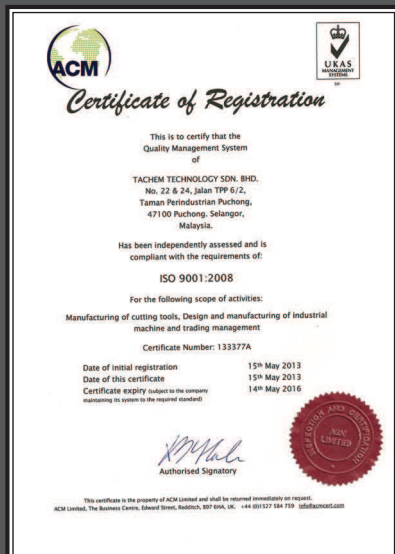 ACM
UKAS
MANAGEMENT
SYSTEMS
Certificate of Registration
This is to certify that the
Quality Management System
of
TACHEM TECHNOLOGY SDN. BHD.
No. 22 & 24, Jalan TPP 6/2,
Taman Perindustrian Puchong,
47100 Puchong, Selangor,
Malaysia.
Has been independently assessed and is
compliant with the requirements of:
ISO 9001:2008
For the following scope of activities:
Manufacturing of cutting tools, Design and manufacturing of industrial
machine and trading management
Certificate Number: 133377A
Date of initial registration 15th May 2013
Date of this certificate 15th May 2013
Certificate expiry (subject to the company 14th May 2016
maintaining its system to the required standard)
INSPECTION AND CERTIFICATION
ACM
LIMITED
Authorised Signatory
This certificate is the property of ACM Limited and shall be returned immediately on request.
ACM Limited, The Business Centre, Edward Street, Redditch, B97 6HA, UK. +44 (0)1527 584 759 info@acmcert.com